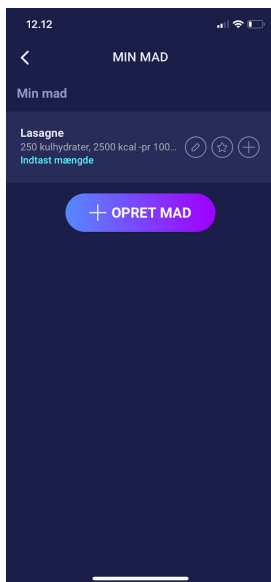 12.12
MIN MAD
Min mad
Lasagne
250 kulhydrater, 2500 kcal -pr 100...
Indtast mængde
OPRET MAD